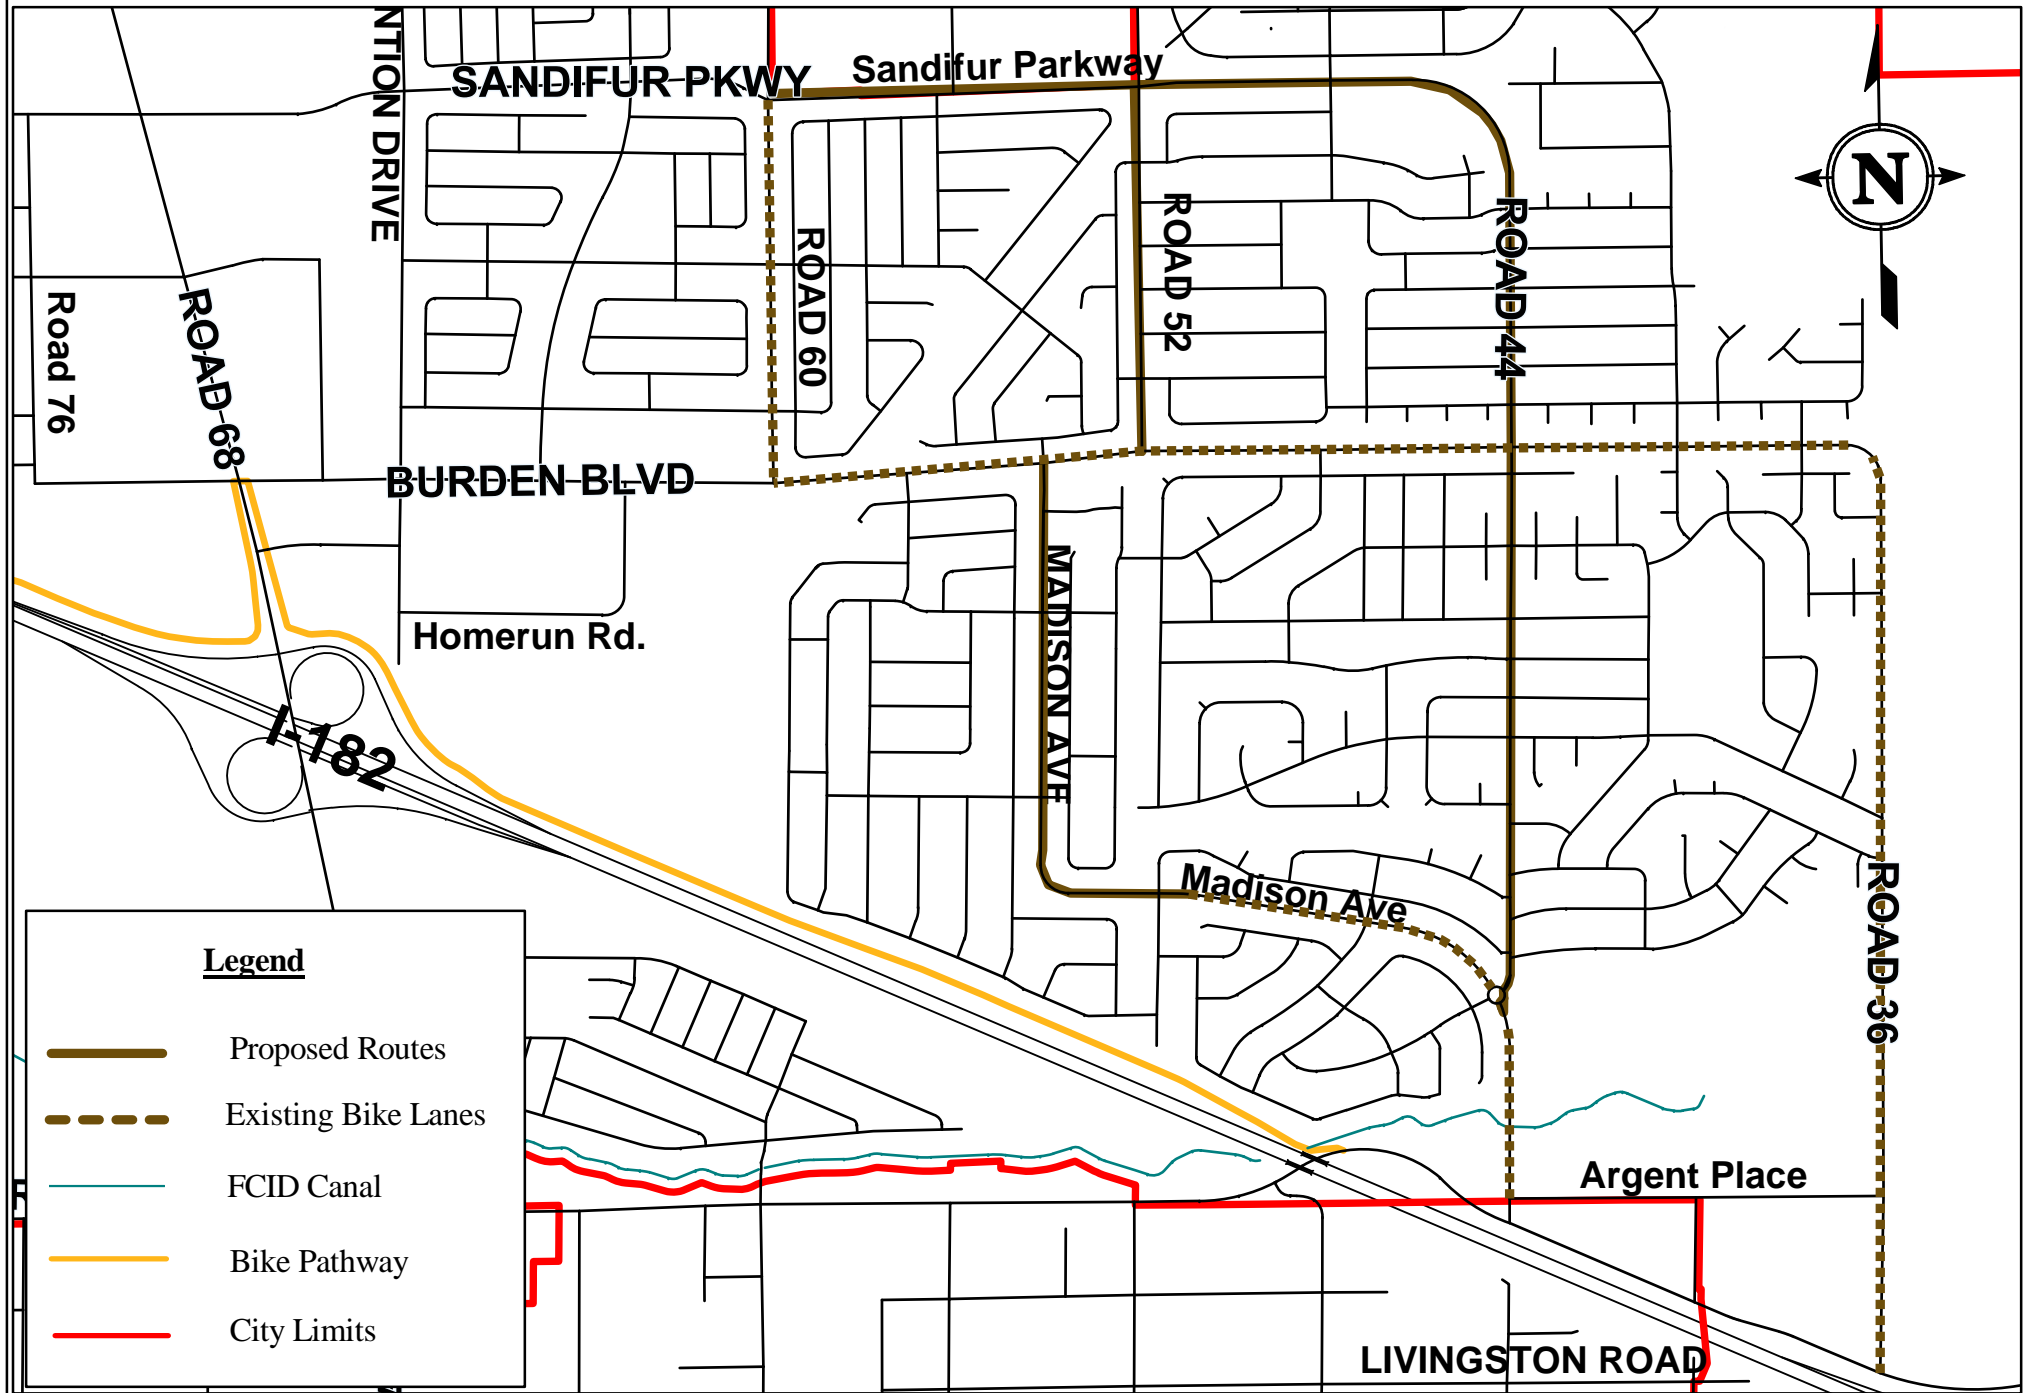 NTION DRIVE
SANDIFUR PKWY
Sandifur Parkway
N
ROAD 60
ROAD 52
ROAD 44
Road 76
ROAD 68
BURDEN BLVD
MADISON AVE
Homerun Rd.
I-182
Madison Ave
ROAD 36
Argent Place
LIVINGSTON ROAD
Legend
Proposed Routes
Existing Bike Lanes
FCID Canal
Bike Pathway
City Limits